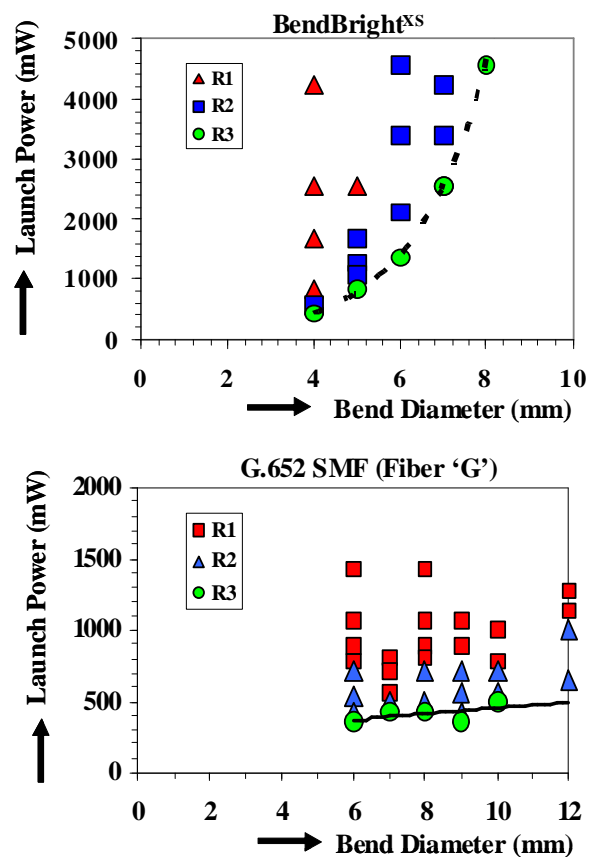 BendBrightXS
Launch Power (mW)
5000
4000
3000
2000
1000
0
R1
R2
R3
0 2 4 6 8 10
Bend Diameter (mm)
G.652 SMF (Fiber ‘G’)
Launch Power (mW)
2000
1500
1000
500
0
R1
R2
R3
0 2 4 6 8 10 12
Bend Diameter (mm)